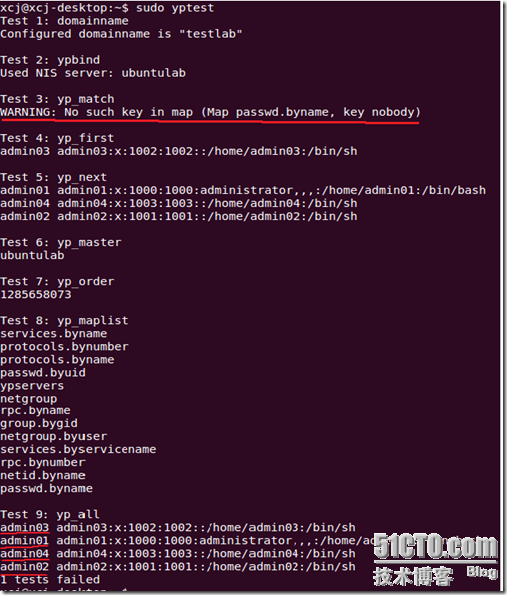 xcj@xcj-desktop:~$ sudo yptest
Test 1: domainname
Configured domainname is "testlab"
Test 2: ypbind
Used NIS server: ubuntulab
Test 3: yp_match
WARNING: No such key in map (Map passwd.byname, key nobody)
Test 4: yp_first
admin03 admin03:x:1002:1002::/home/admin03:/bin/sh
Test 5: yp_next
admin01 admin01:x:1000:1000:administrator,,,:/home/admin01:/bin/bash
admin04 admin04:x:1003:1003::/home/admin04:/bin/sh
admin02 admin02:x:1001:1001::/home/admin02:/bin/sh
Test 6: yp_master
ubuntulab
Test 7: yp_order
1285658073
Test 8: yp_maplist
services.byname
protocols.bynumber
protocols.byname
passwd.byuid
ypservers
netgroup
rpc.byname
group.bygid
netgroup.byuser
services.byservicename
rpc.bynumber
netid.byname
passwd.byname
Test 9: yp_all
admin03 admin03:x:1002:1002::/home/admin03:/bin/sh
admin01 admin01:x:1000:1000:administrator,,,:/home/
admin04 admin04:x:1003:1003::/home/admin04:/bin/sh
admin02 admin02:x:1001:1001::/home/admin02:/bin/sh
1 tests failed
51CTO.com
技术博客 Blog